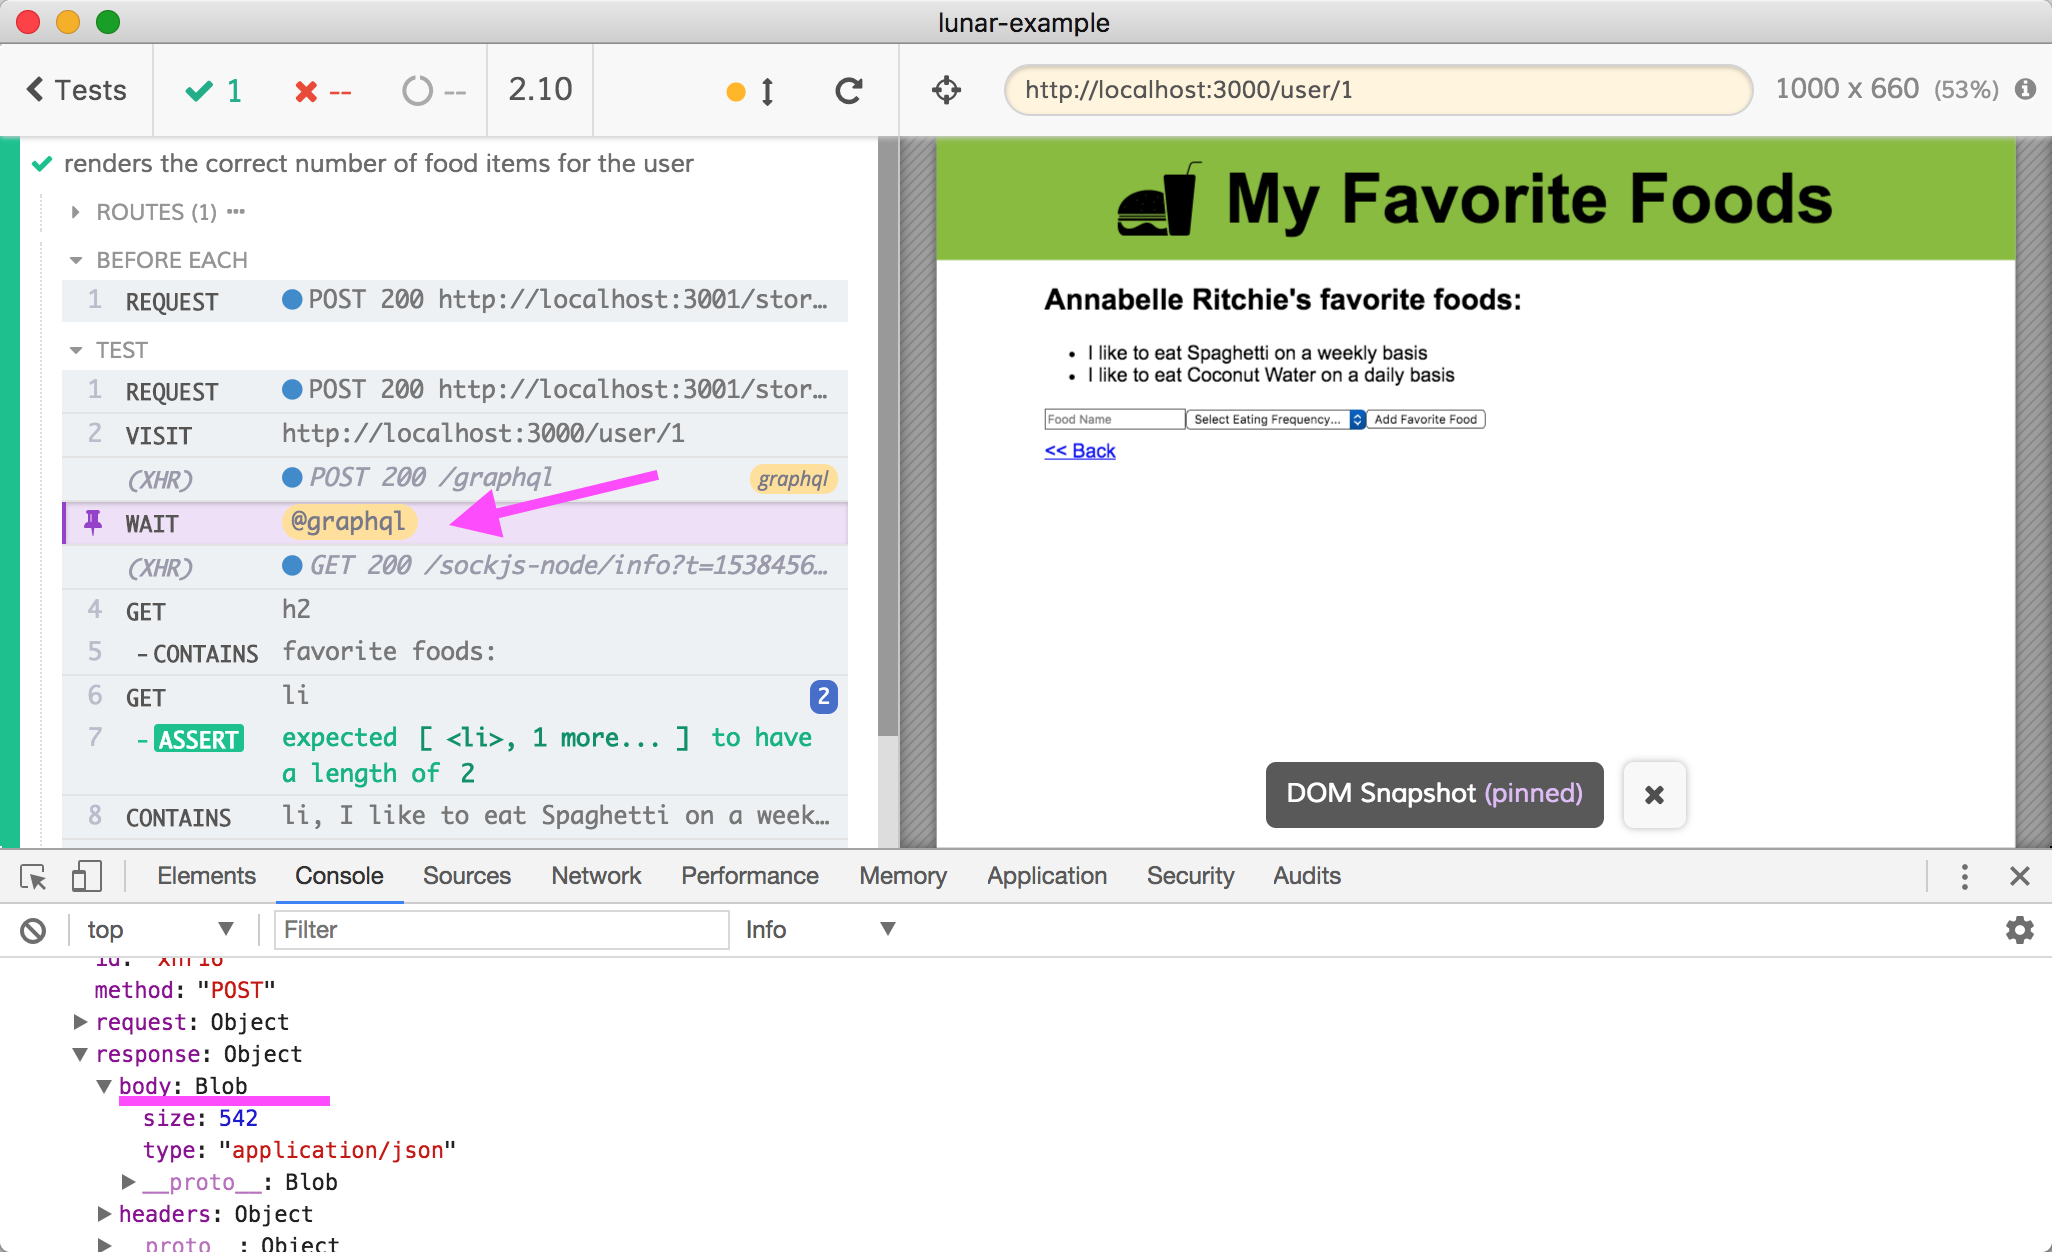 lunar-example
Tests 1 -- -- 2.10 http://localhost:3000/user/1 1000 x 660 (53%)
renders the correct number of food items for the user
ROUTES (1)
BEFORE EACH
1 REQUEST POST 200 http://localhost:3001/stor…
TEST
1 REQUEST POST 200 http://localhost:3001/stor…
2 VISIT http://localhost:3000/user/1
(XHR) POST 200 /graphql graphql
WAIT @graphql
(XHR) GET 200 /sockjs-node/info?t=1538456…
4 GET h2
5 -CONTAINS favorite foods:
6 GET li 2
7 -ASSERT expected [ <li>, 1 more... ] to have
a length of 2
8 CONTAINS li, I like to eat Spaghetti on a week…
My Favorite Foods
Annabelle Ritchie's favorite foods:
• I like to eat Spaghetti on a weekly basis
• I like to eat Coconut Water on a daily basis
Food Name Select Eating Frequency... Add Favorite Food
<< Back
DOM Snapshot (pinned)
Elements Console Sources Network Performance Memory Application Security Audits
top Filter Info
id: "xhr16"
method: "POST"
request: Object
response: Object
body: Blob
size: 542
type: "application/json"
__proto__: Blob
headers: Object
__proto__: Object